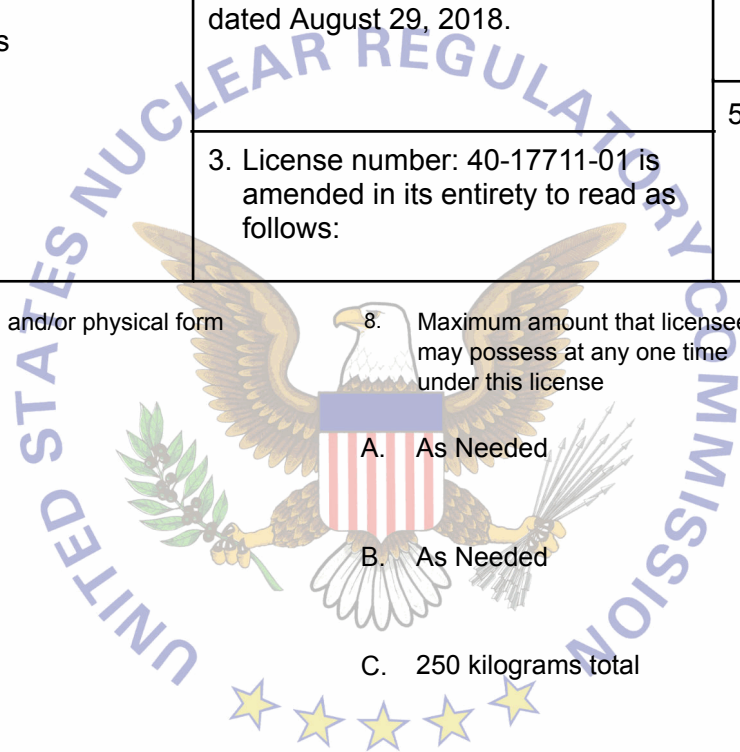 s
dated August 29, 2018.
5
3. License number: 40-17711-01 is
amended in its entirety to read as
follows:
and/or physical form
8. Maximum amount that licensee
may possess at any one time
under this license
A. As Needed
B. As Needed
C. 250 kilograms total
UNITED STATES NUCLEAR REGULATORY COMMISSION